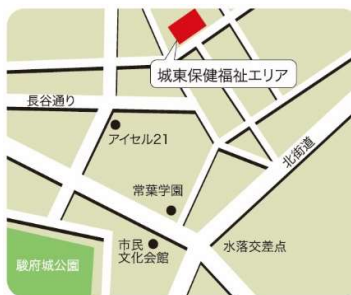 城東保健福祉エリア
長谷通り
アイセル21
北街道
常葉学園
市民
文化会館
水落交差点
駿府城公園